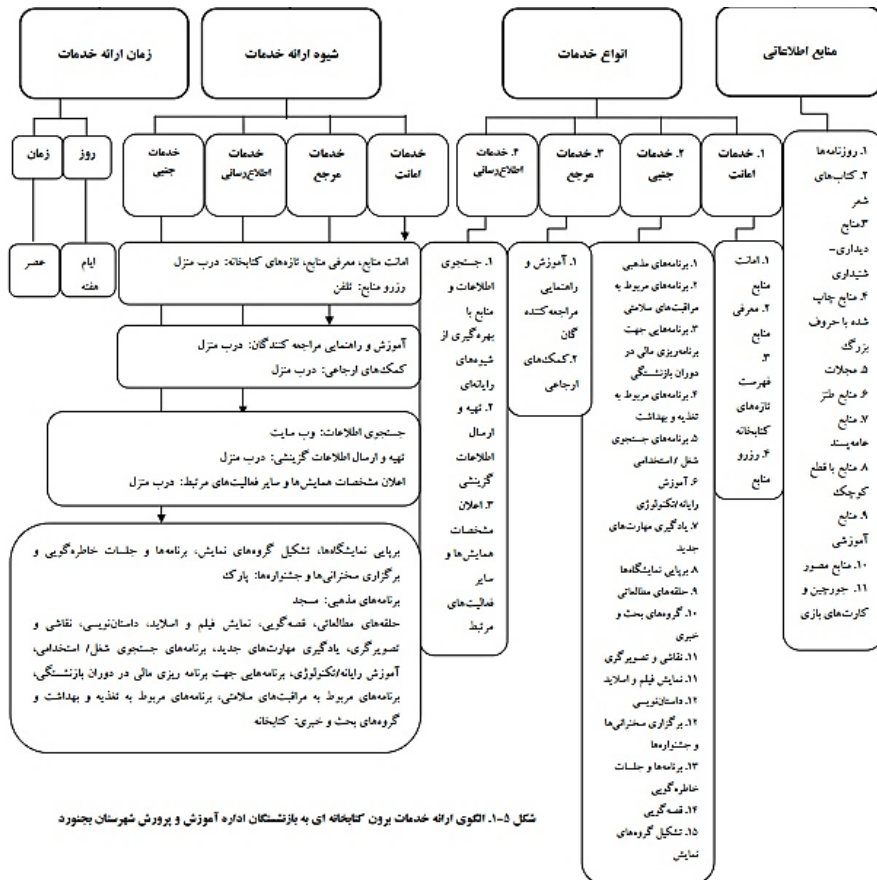 منابع اطلاعاتی
انواع خدمات
شیوه ارائه خدمات
زمان ارائه خدمات
۱. روزنامه‌ها
۲. کتاب‌های
شعر
۳.منابع
دیداری-
شنیداری
۴. منابع چاپ
شده با حروف
بزرگ
۵. مجلات
۶. منابع طنز
۷. منابع
عامه‌پسند
۸. منابع با قطع
کوچک
۹. منابع
آموزشی
۱۰. منابع مصور
۱۱. جورچین و
کارت‌های بازی
۱. خدمات
امانت
۲. خدمات
جنبی
۳. خدمات
مرجع
۴. خدمات
اطلاع‌رسانی
۱. امانت
منابع
۲. معرفی
منابع
۳.
فهرست
تازه‌های
کتابخانه
۴. رزرو
منابع
۱. برنامه‌های مذهبی
۲. برنامه‌های مربوط به
مراقبت‌های سلامتی
۳. برنامه‌هایی جهت
برنامه‌ریزی مالی در
دوران بازنشستگی
۴. برنامه‌های مربوط به
تغذیه و بهداشت
۵. برنامه‌های جستجوی
شغل / استخدامی
۶. آموزش
رایانه/تکنولوژی
۷. یادگیری مهارت‌های
جدید
۸. برپایی نمایشگاه‌ها
۹. حلقه‌های مطالعاتی
۱۰. گروه‌های بحث و
خبری
۱۱. نقاشی و تصویرگری
۱۱. نمایش فیلم و اسلاید
۱۲. داستان‌نویسی
۱۲. برگزاری سخنرانی‌ها
و جشنواره‌ها
۱۳. برنامه‌ها و جلسات
خاطره‌گویی
۱۴. قصه‌گویی
۱۵. تشکیل گروه‌های
نمایش
۱. آموزش و
راهنمایی
مراجعه‌کننده
گان
۲.کمک‌های
ارجاعی
۱. جستجوی
اطلاعات و
منابع با
بهره‌گیری از
شیوه‌های
رایانه‌ای
۲. تهیه و
ارسال
اطلاعات
گزینشی
۳. اعلان
مشخصات
همایش‌ها و
سایر
فعالیت‌های
مرتبط
خدمات
امانت
خدمات
مرجع
خدمات
اطلاع‌رسانی
خدمات
جنبی
امانت منابع، معرفی منابع، تازه‌های کتابخانه: درب منزل
رزرو منابع: تلفن
آموزش و راهنمایی مراجعه کنندگان: درب منزل
کمک‌های ارجاعی: درب منزل
جستجوی اطلاعات: وب سایت
تهیه و ارسال اطلاعات گزینشی: درب منزل
اعلان مشخصات همایش‌ها و سایر فعالیت‌های مرتبط: درب منزل
برپایی نمایشگاه‌ها، تشکیل گروه‌های نمایش، برنامه‌ها و جلسات خاطره‌گویی و
برگزاری سخنرانی‌ها و جشنواره‌ها: پارک
برنامه‌های مذهبی: مسجد
حلقه‌های مطالعاتی، قصه‌گویی، نمایش فیلم و اسلاید، داستان‌نویسی، نقاشی و
تصویرگری، یادگیری مهارت‌های جدید، برنامه‌های جستجوی شغل/ استخدامی،
آموزش رایانه/تکنولوژی، برنامه‌هایی جهت برنامه ریزی مالی در دوران بازنشستگی،
برنامه‌های مربوط به مراقبت‌های سلامتی، برنامه‌های مربوط به تغذیه و بهداشت و
گروه‌های بحث و خبری: کتابخانه
روز
زمان
ایام
هفته
عصر
شکل ۵-۱. الگوی ارائه خدمات برون کتابخانه ای به بازنشستگان اداره آموزش و پرورش شهرستان بجنورد